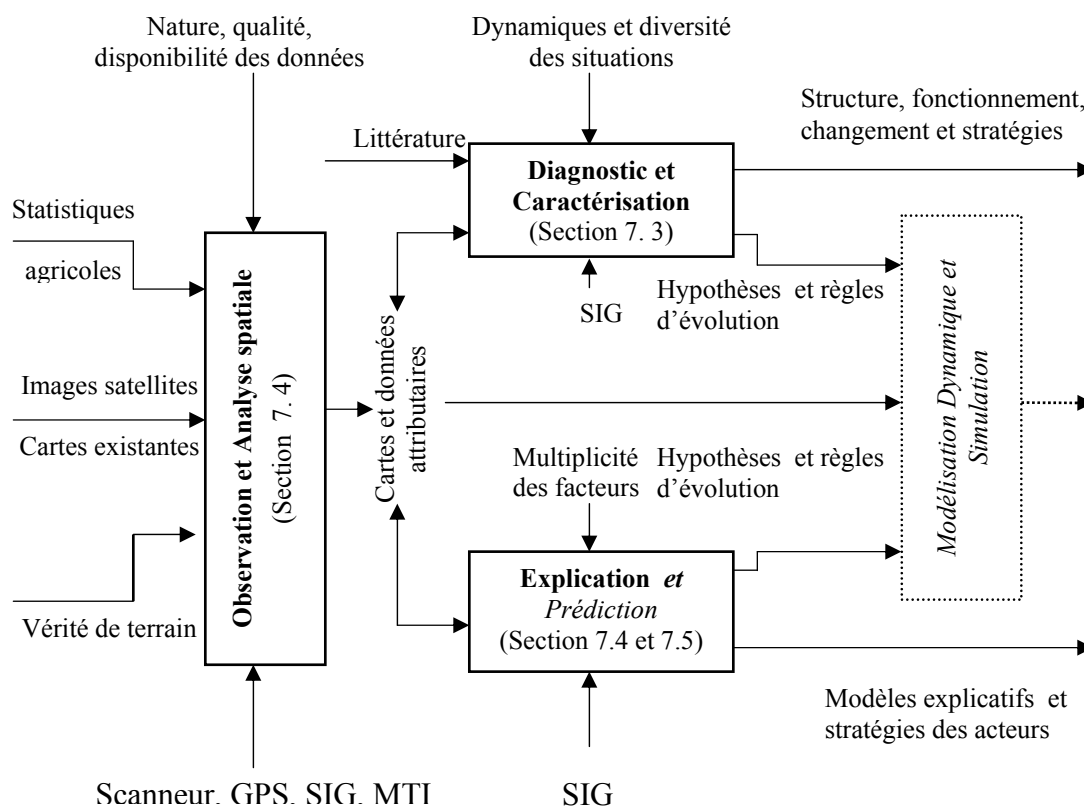 Nature, qualité,
disponibilité des données
Dynamiques et diversité
des situations
Structure, fonctionnement,
changement et stratégies
Littérature
Diagnostic et
Caractérisation
(Section 7. 3)
Statistiques
agricoles
Images satellites
Cartes existantes
Vérité de terrain
Observation et Analyse spatiale
(Section 7. 4)
Cartes et données
attributaires
SIG
Hypothèses et règles
d’évolution
Modélisation Dynamique et
Simulation
Multiplicité
des facteurs
Hypothèses et règles
d’évolution
Explication et
Prédiction
(Section 7.4 et 7.5)
Modèles explicatifs et
stratégies des acteurs
Scanneur, GPS, SIG, MTI
SIG